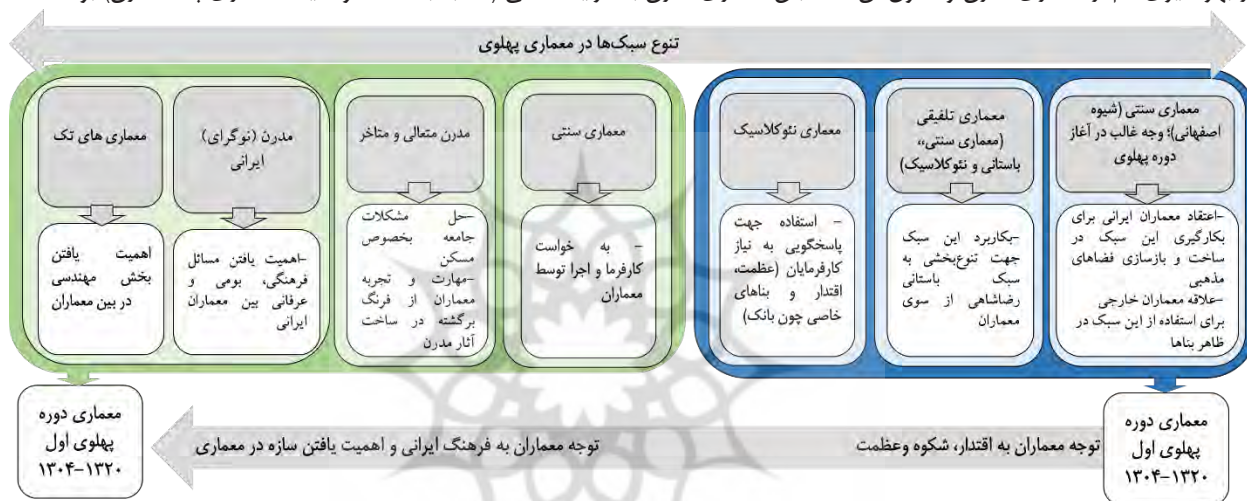 تنوع سبک‌ها در معماری پهلوی
معماری سنتی (شیوه
اصفهانی)؛ وجه غالب در آغاز
دوره پهلوی
-اعتقاد معماران ایرانی برای
بکارگیری این سبک در
ساخت و بازسازی فضاهای
مذهبی
-علاقه معماران خارجی
برای استفاده از این سبک در
ظاهر بناها
معماری تلفیقی
(معماری سنتی،،
باستانی و نئوکلاسیک)
-بکاربرد این سبک
جهت تنوع‌بخشی به
سبک باستانی
رضاشاهی از سوی
معماران
معماری نئوکلاسیک
- استفاده جهت
پاسخگویی به نیاز
کارفرمایان (عظمت،
اقتدار و بناهای
خاصی چون بانک)
معماری سنتی
- به خواست
کارفرما و اجرا توسط
معماران
مدرن متعالی و متاخر
-حل مشکلات
جامعه بخصوص
مسکن
-مهارت و تجربه
معماران از فرنگ
برگشته در ساخت
آثار مدرن
مدرن (نوگرای)
ایرانی
-اهمیت یافتن مسائل
فرهنگی، بومی و
عرفانی بین معماران
ایرانی
معماری های تک
اهمیت یافتن
بخش مهندسی
در بین معماران
معماری دوره
پهلوی اول
۱۳۰۴-۱۳۲۰
توجه معماران به اقتدار، شکوه وعظمت
توجه معماران به فرهنگ ایرانی و اهمیت یافتن سازه در معماری
معماری دوره
پهلوی اول
۱۳۰۴-۱۳۲۰